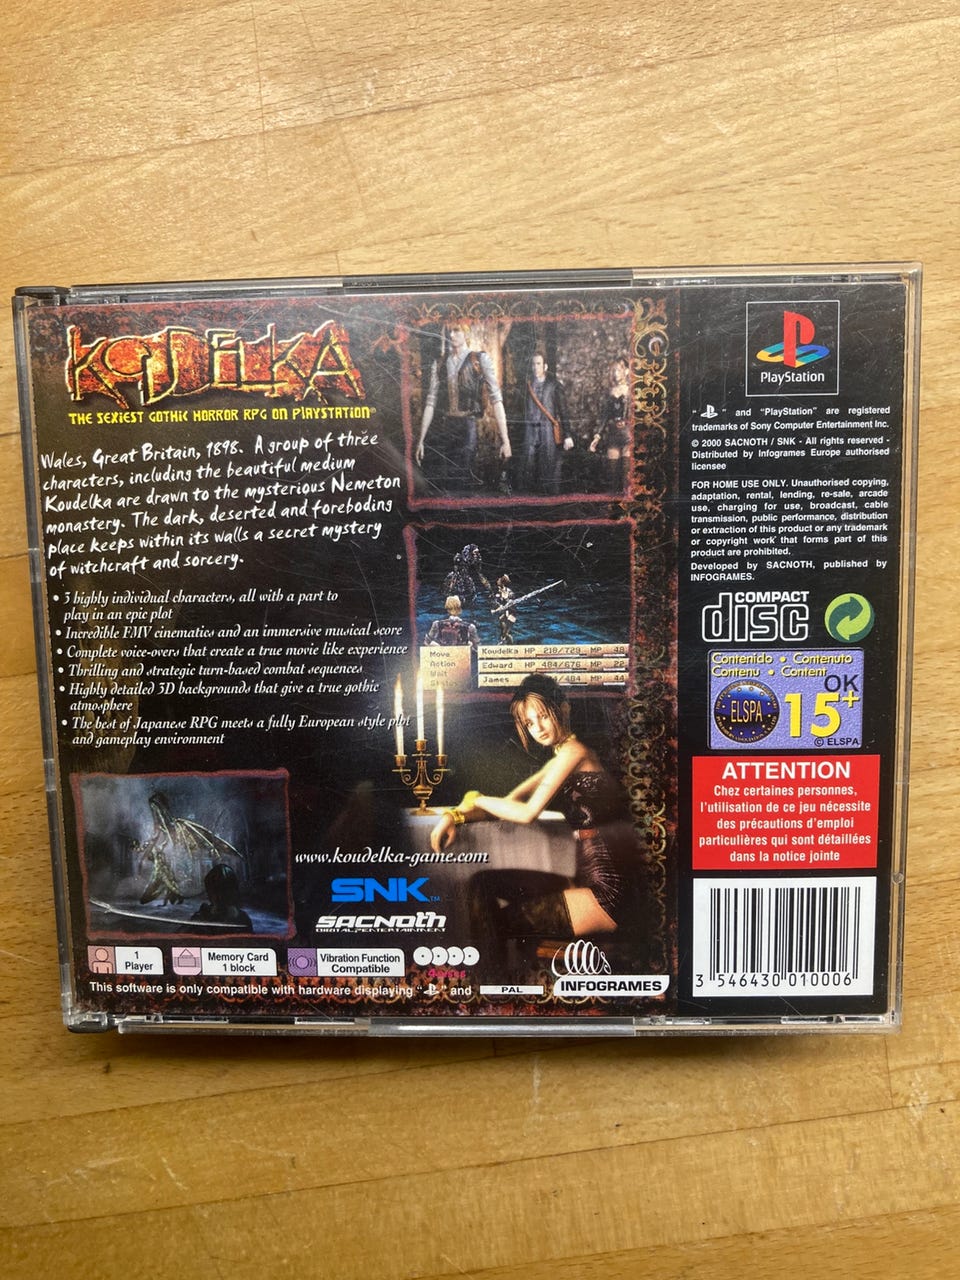 KOUDELKA
THE SEXIEST GOTHIC HORROR RPG ON PLAYSTATION®
Wales, Great Britain, 1898. A group of three
characters, including the beautiful medium
Koudelka are drawn to the mysterious Nemeton
monastery. The dark, deserted and foreboding
place keeps within its walls a secret mystery
of witchcraft and sorcery.
• 3 highly individual characters, all with a part to
play in an epic plot
• Incredible FMV cinematics and an immersive musical score
• Complete voice-overs that create a true movie like experience
• Thrilling and strategic turn-based combat sequences
• Highly detailed 3D backgrounds that give a true gothic
atmosphere
• The best of Japanese RPG meets a fully European style plot
and gameplay environment
Move
Action
Wait
Koudelka HP 218/729 MP 48
Edward HP 484/676 MP 22
James /484 MP 44
www.koudelka-game.com
SNK TM
SACNOTH
DIGITAL ENTERTAINMENT
1
Player
Memory Card
1 block
Vibration Function
Compatible
4 discs
This software is only compatible with hardware displaying " " and PAL
INFOGRAMES
PlayStation
" " and "PlayStation" are registered
trademarks of Sony Computer Entertainment Inc.
© 2000 SACNOTH / SNK - All rights reserved -
Distributed by Infogrames Europe authorised
licensee
FOR HOME USE ONLY. Unauthorised copying,
adaptation, rental, lending, re-sale, arcade
use, charging for use, broadcast, cable
transmission, public performance, distribution
or extraction of this product or any trademark
or copyright work that forms part of this
product are prohibited.
Developed by SACNOTH, published by
INFOGRAMES.
COMPACT
disc
Contenido • Contenuto
Contenu • Content
OK
ELSPA
15+
© ELSPA
ATTENTION
Chez certaines personnes,
l'utilisation de ce jeu nécessite
des précautions d'emploi
particulières qui sont détaillées
dans la notice jointe
3 546430 010006